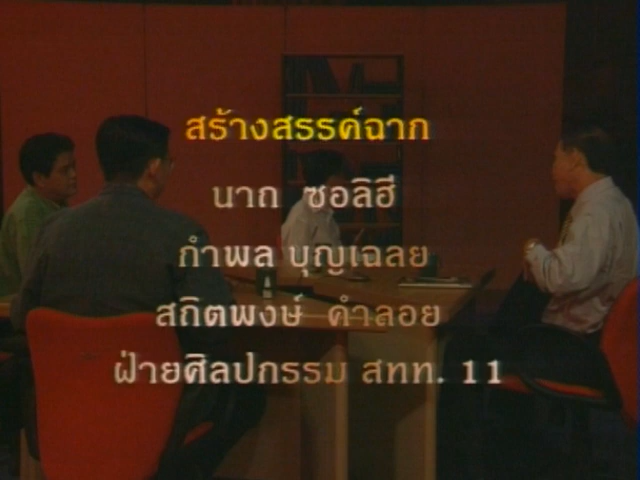 สร้างสรรค์ฉาก
นาถ ซอลิฮี
กำพล บุญเฉลย
สถิตพงษ์ คำลอย
ฝ่ายศิลปกรรม สทท. 11